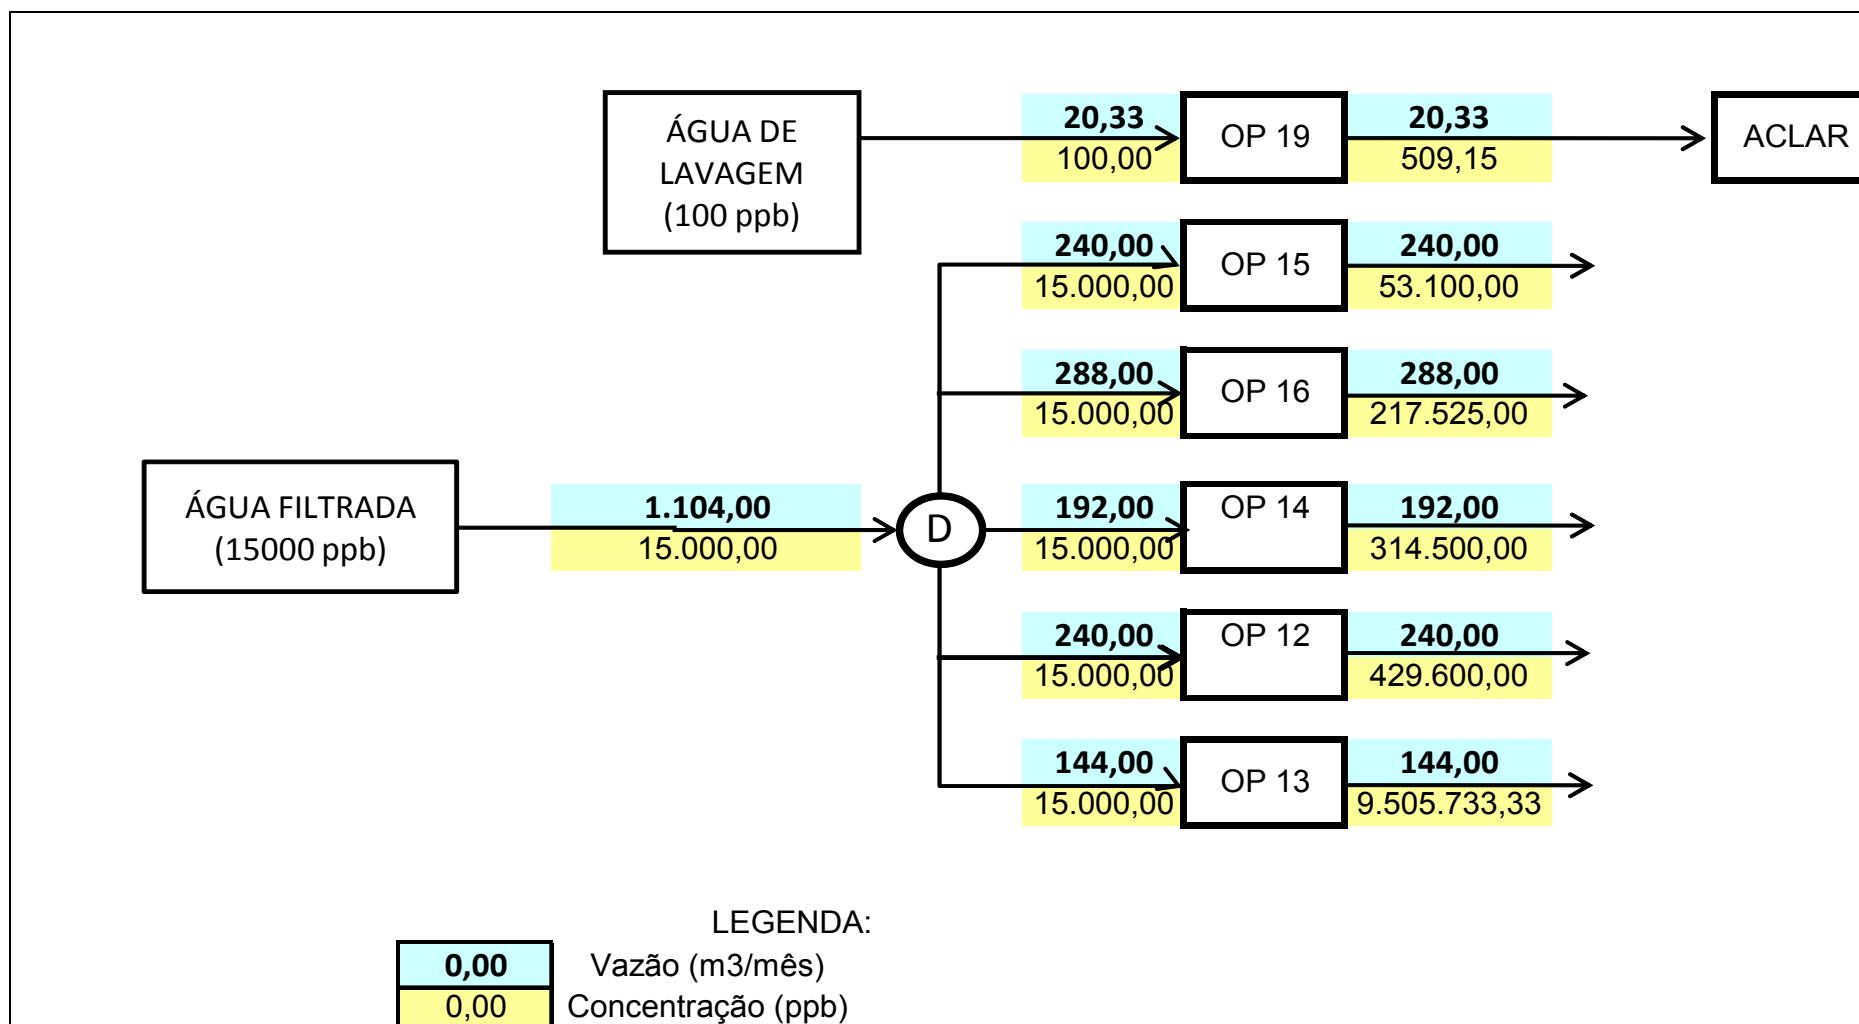 ÁGUA DE
LAVAGEM
(100 ppb)
20,33
100,00
OP 19
20,33
509,15
ACLAR
240,00
15.000,00
OP 15
240,00
53.100,00
288,00
15.000,00
OP 16
288,00
217.525,00
ÁGUA FILTRADA
(15000 ppb)
1.104,00
15.000,00
D
192,00
15.000,00
OP 14
192,00
314.500,00
240,00
15.000,00
OP 12
240,00
429.600,00
144,00
15.000,00
OP 13
144,00
9.505.733,33
LEGENDA:
0,00 Vazão (m3/mês)
0,00 Concentração (ppb)